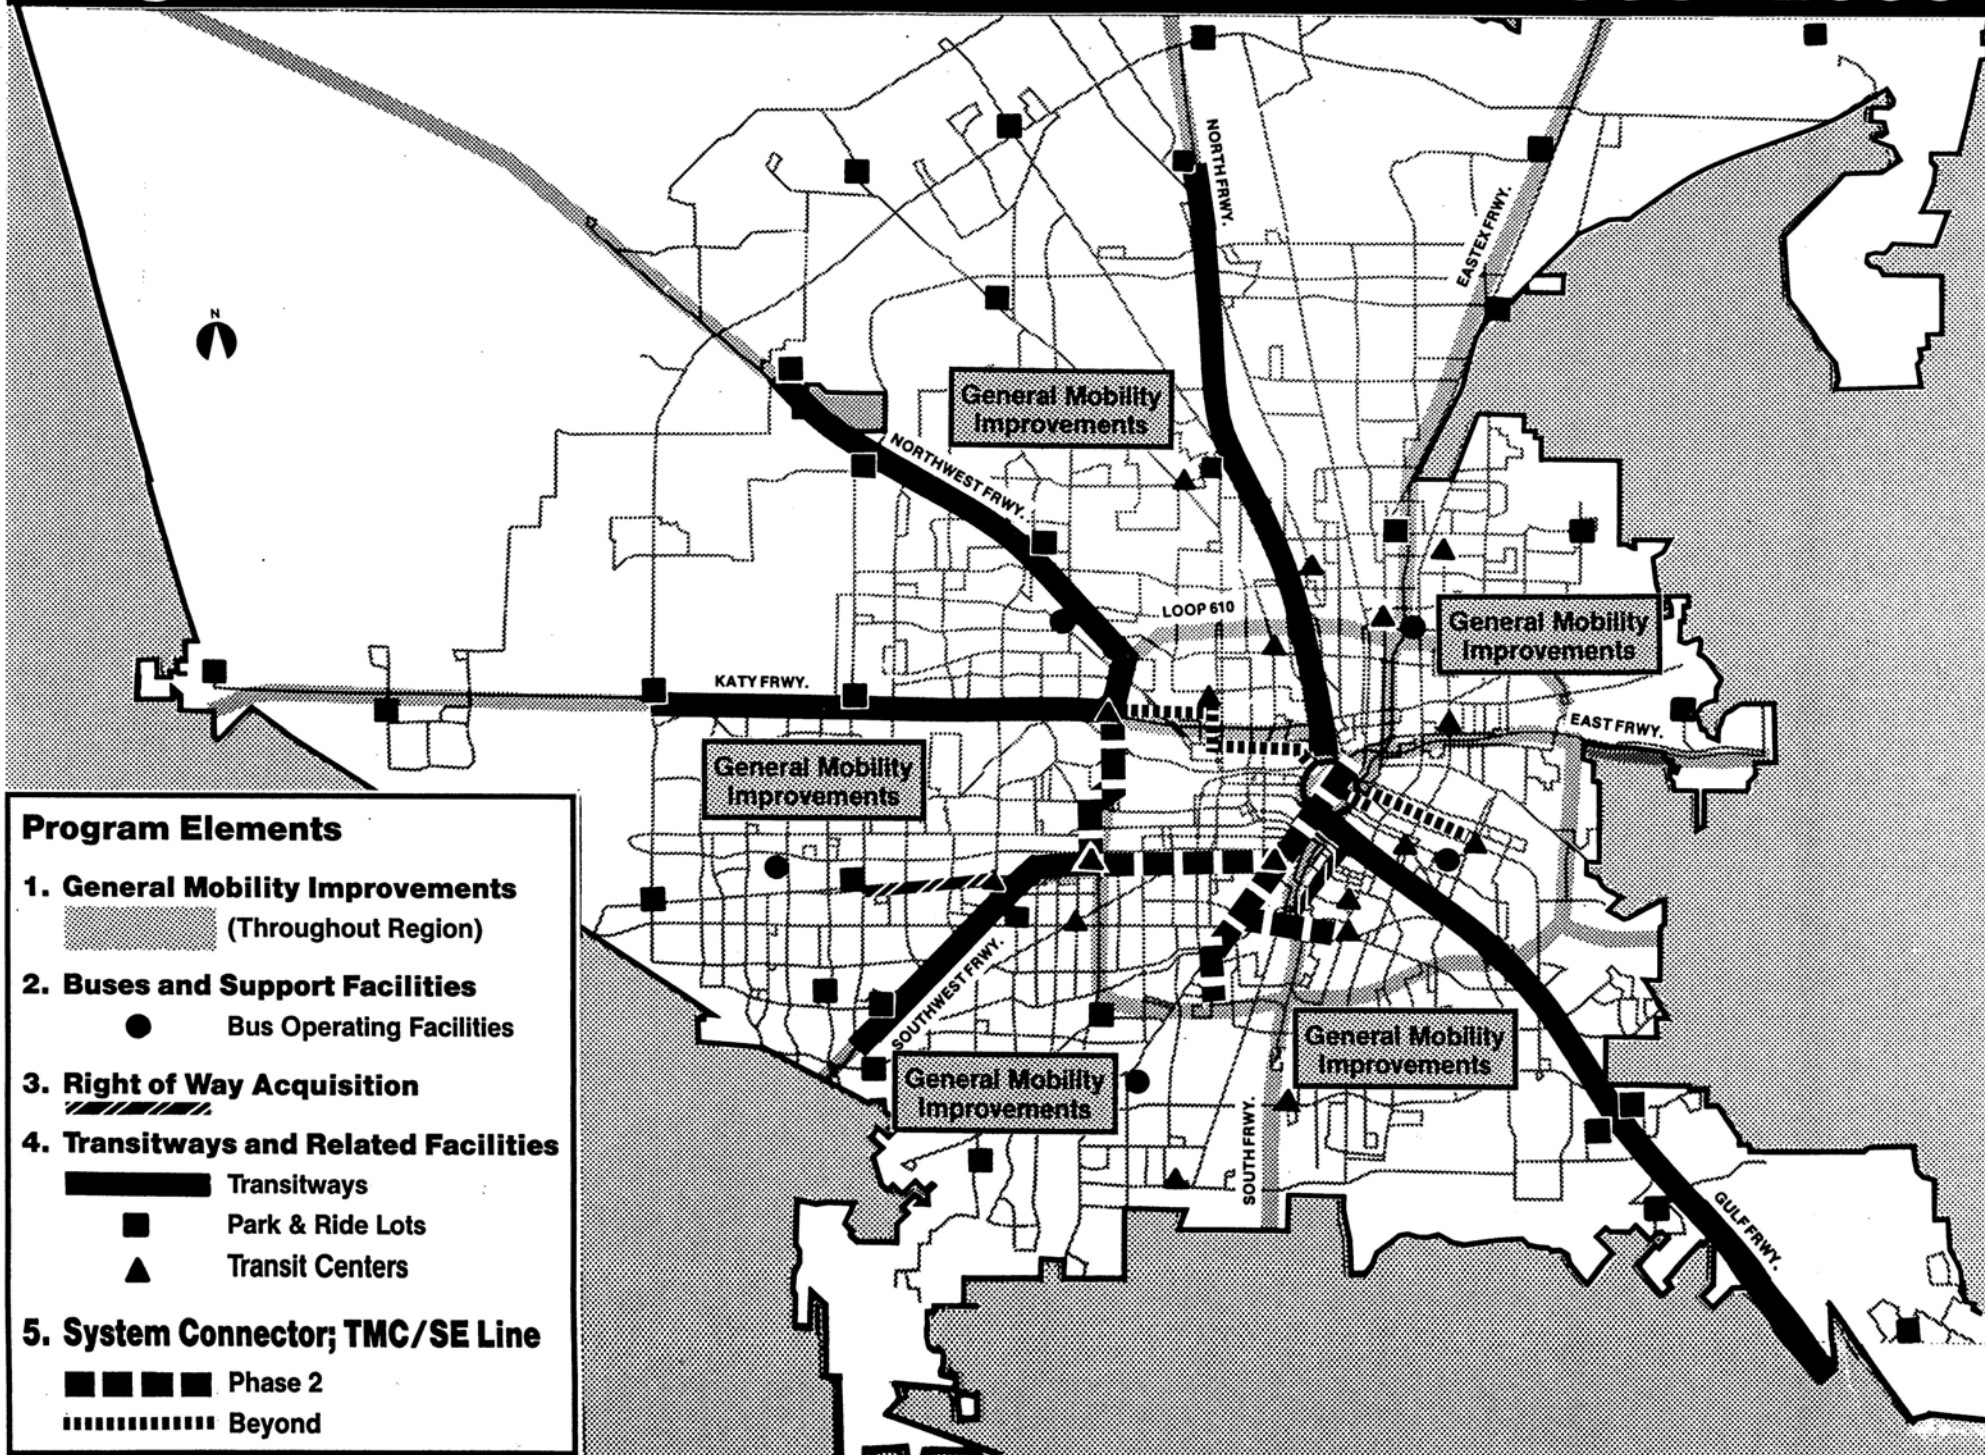 N
NORTH FRWY.
EASTEX FRWY.
General Mobility
Improvements
NORTHWEST FRWY.
LOOP 610
General Mobility
Improvements
KATY FRWY.
EAST FRWY.
General Mobility
Improvements
SOUTHWEST FRWY.
General Mobility
Improvements
General Mobility
Improvements
SOUTH FRWY.
GULF FRWY.
Program Elements
1. General Mobility Improvements
(Throughout Region)
2. Buses and Support Facilities
Bus Operating Facilities
3. Right of Way Acquisition
4. Transitways and Related Facilities
Transitways
Park & Ride Lots
Transit Centers
5. System Connector; TMC/SE Line
Phase 2
Beyond